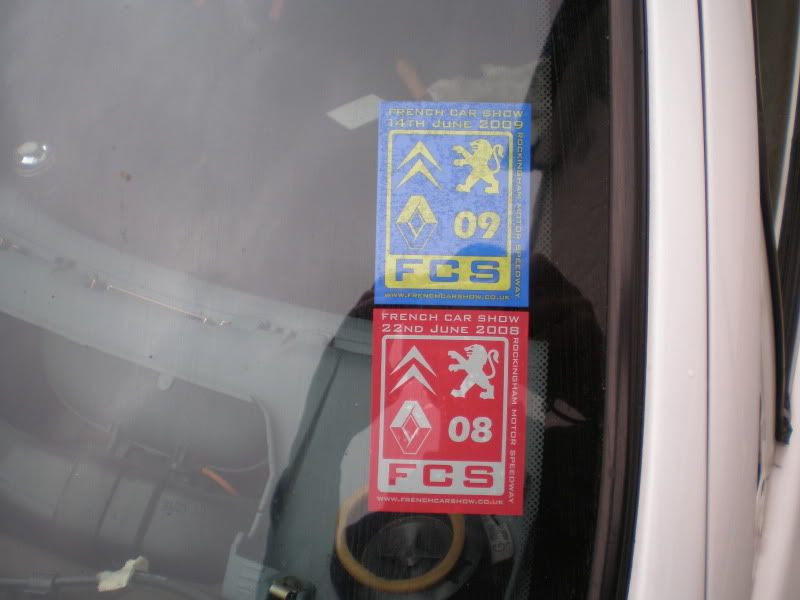 FRENCH CAR SHOW
14TH JUNE 2009
ROCKINGHAM MOTOR SPEEDWAY
09
FCS
WWW.FRENCHCARSHOW.CO.UK
FRENCH CAR SHOW
22ND JUNE 2008
ROCKINGHAM MOTOR SPEEDWAY
08
FCS
WWW.FRENCHCARSHOW.CO.UK